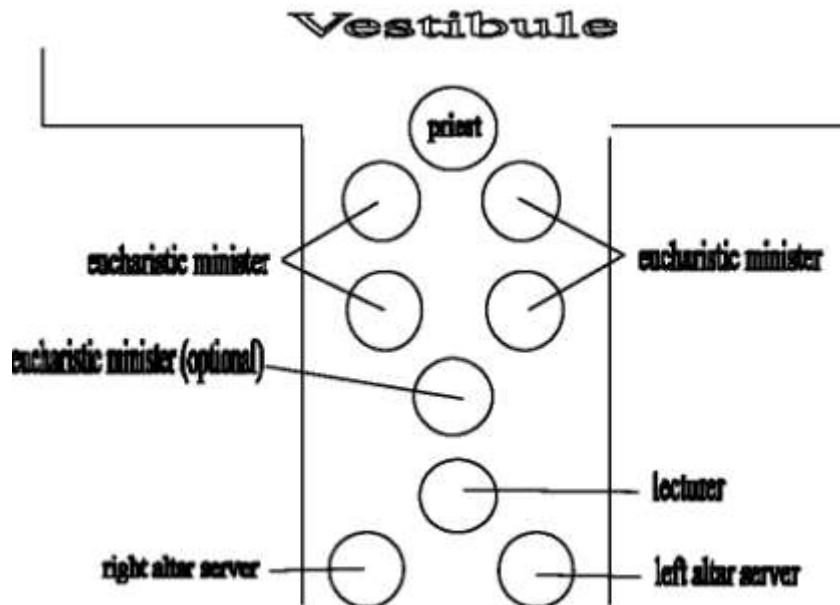 Vestibule
priest
eucharistic minister
eucharistic minister
eucharistic minister (optional)
lecturer
right altar server
left altar server